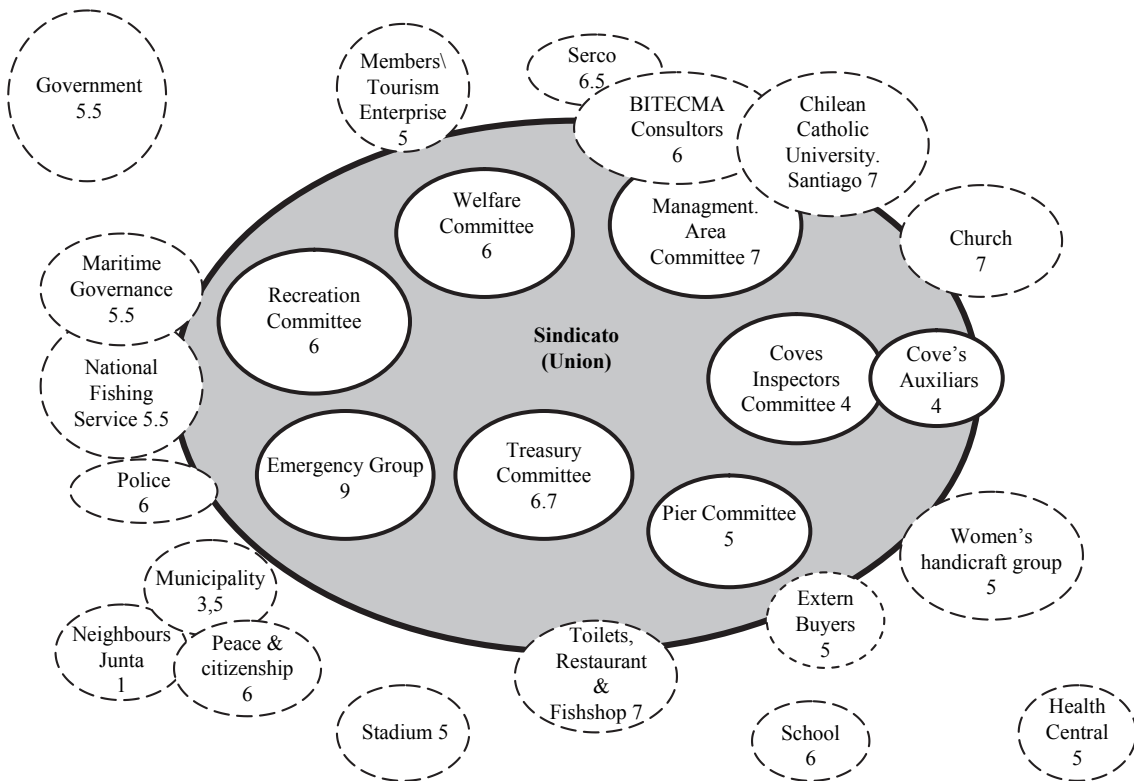 Government
5.5
Members\
Tourism
Enterprise
5
Serco
6.5
BITECMA
Consultors
6
Chilean
Catholic
University.
Santiago 7
Welfare
Committee
6
Managment.
Area
Committee 7
Church
7
Maritime
Governance
5.5
Recreation
Committee
6
Sindicato
(Union)
National
Fishing
Service 5.5
Coves
Inspectors
Committee 4
Cove’s
Auxiliars
4
Police
6
Emergency Group
9
Treasury
Committee
6.7
Pier Committee
5
Women’s
handicraft group
5
Municipality
3,5
Neighbours
Junta
1
Peace &
citizenship
6
Extern
Buyers
5
Toilets,
Restaurant
&
Fishshop 7
Stadium 5
School
6
Health
Central
5